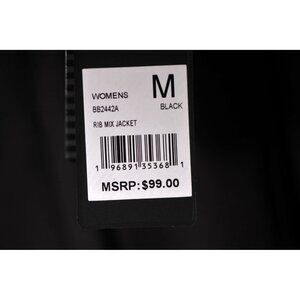 WOMENS M
BB2442A BLACK
RIB MIX JACKET
1 96891 35368 1
MSRP: $99.00